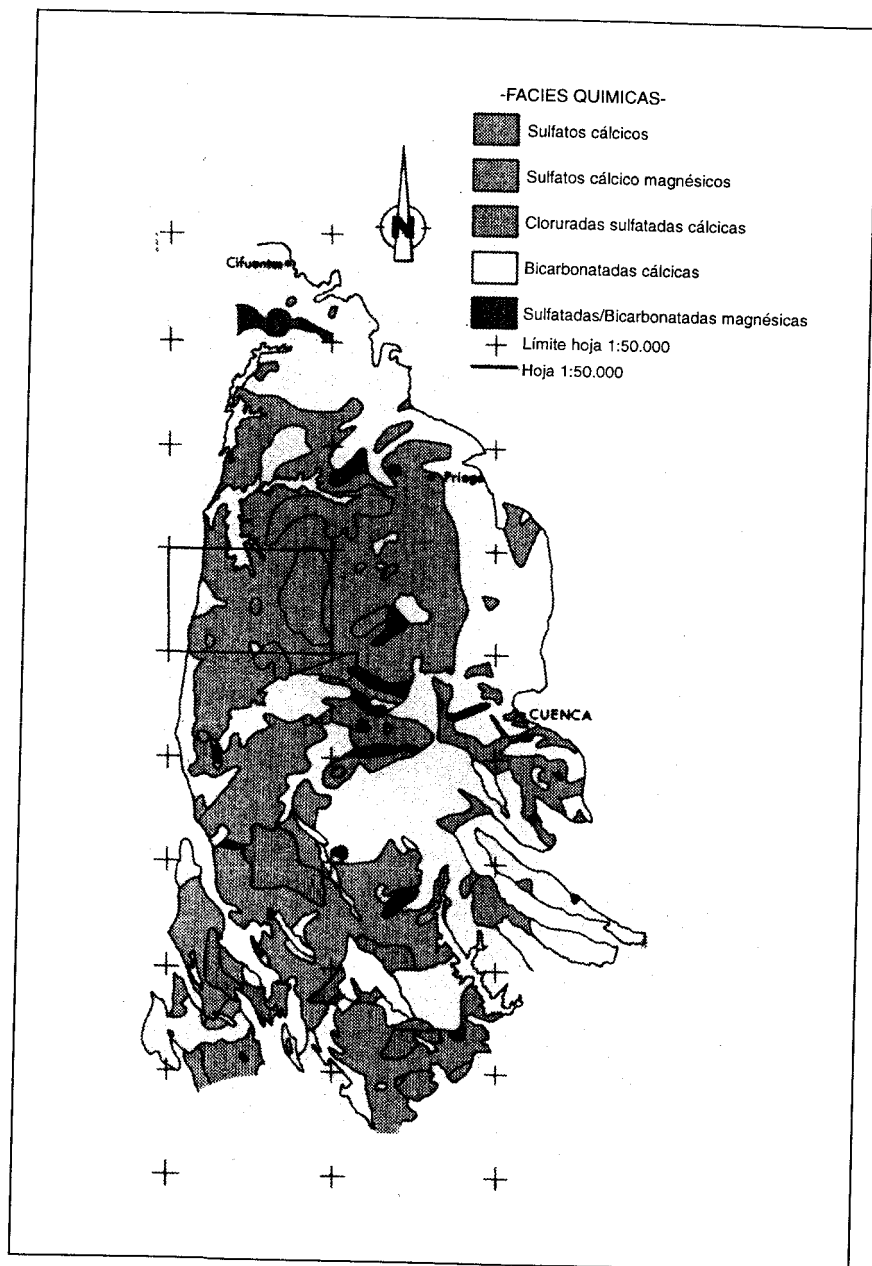 -FACIES QUIMICAS-
Sulfatos cálcicos
Sulfatos cálcico magnésicos
Cloruradas sulfatadas cálcicas
Bicarbonatadas cálcicas
Sulfatadas/Bicarbonatadas magnésicas
Límite hoja 1:50.000
Hoja 1:50.000
N
Cifuentes
Priego
CUENCA